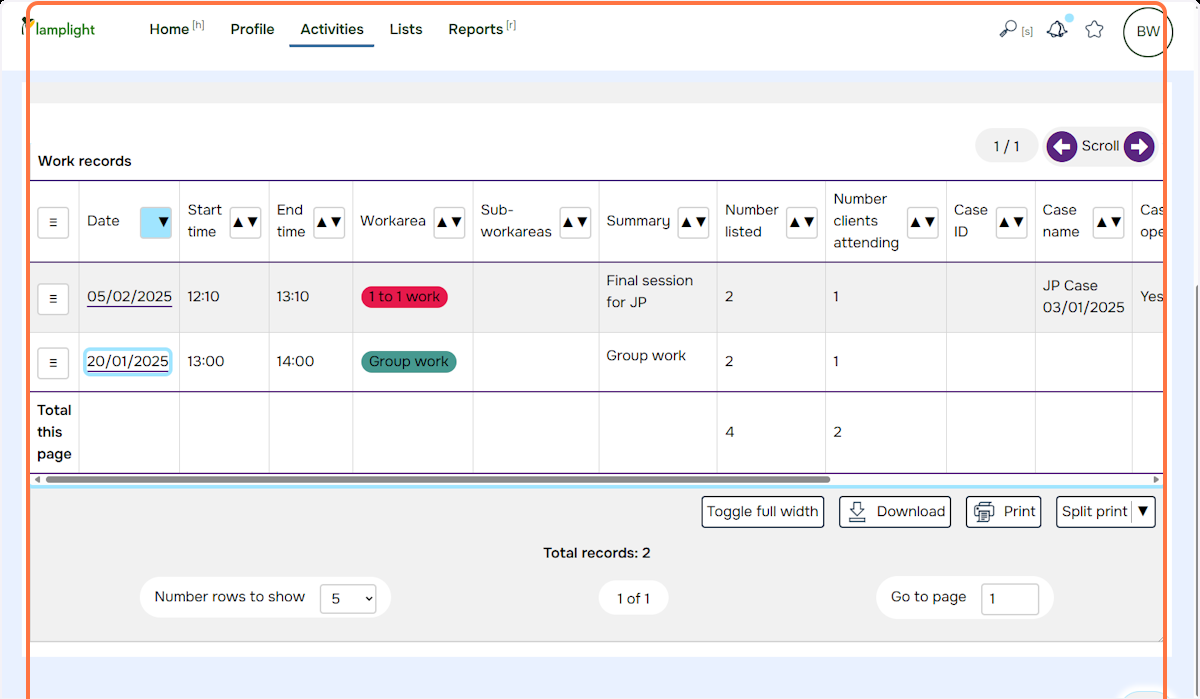 lamplight
Home [h] Profile Activities Lists Reports [r]
[s]
BW
1 / 1 Scroll
Work records
☰ Date ▼ Start time ▲▼ End time ▲▼ Workarea ▲▼ Sub-workareas ▲▼ Summary ▲▼ Number listed ▲▼ Number clients attending ▲▼ Case ID ▲▼ Case name ▲▼ Cas ope
☰ 05/02/2025 12:10 13:10 1 to 1 work Final session for JP 2 1 JP Case 03/01/2025 Yes
☰ 20/01/2025 13:00 14:00 Group work Group work 2 1
Total this page 4 2
Toggle full width Download Print Split print ▼
Total records: 2
Number rows to show 5 1 of 1 Go to page 1